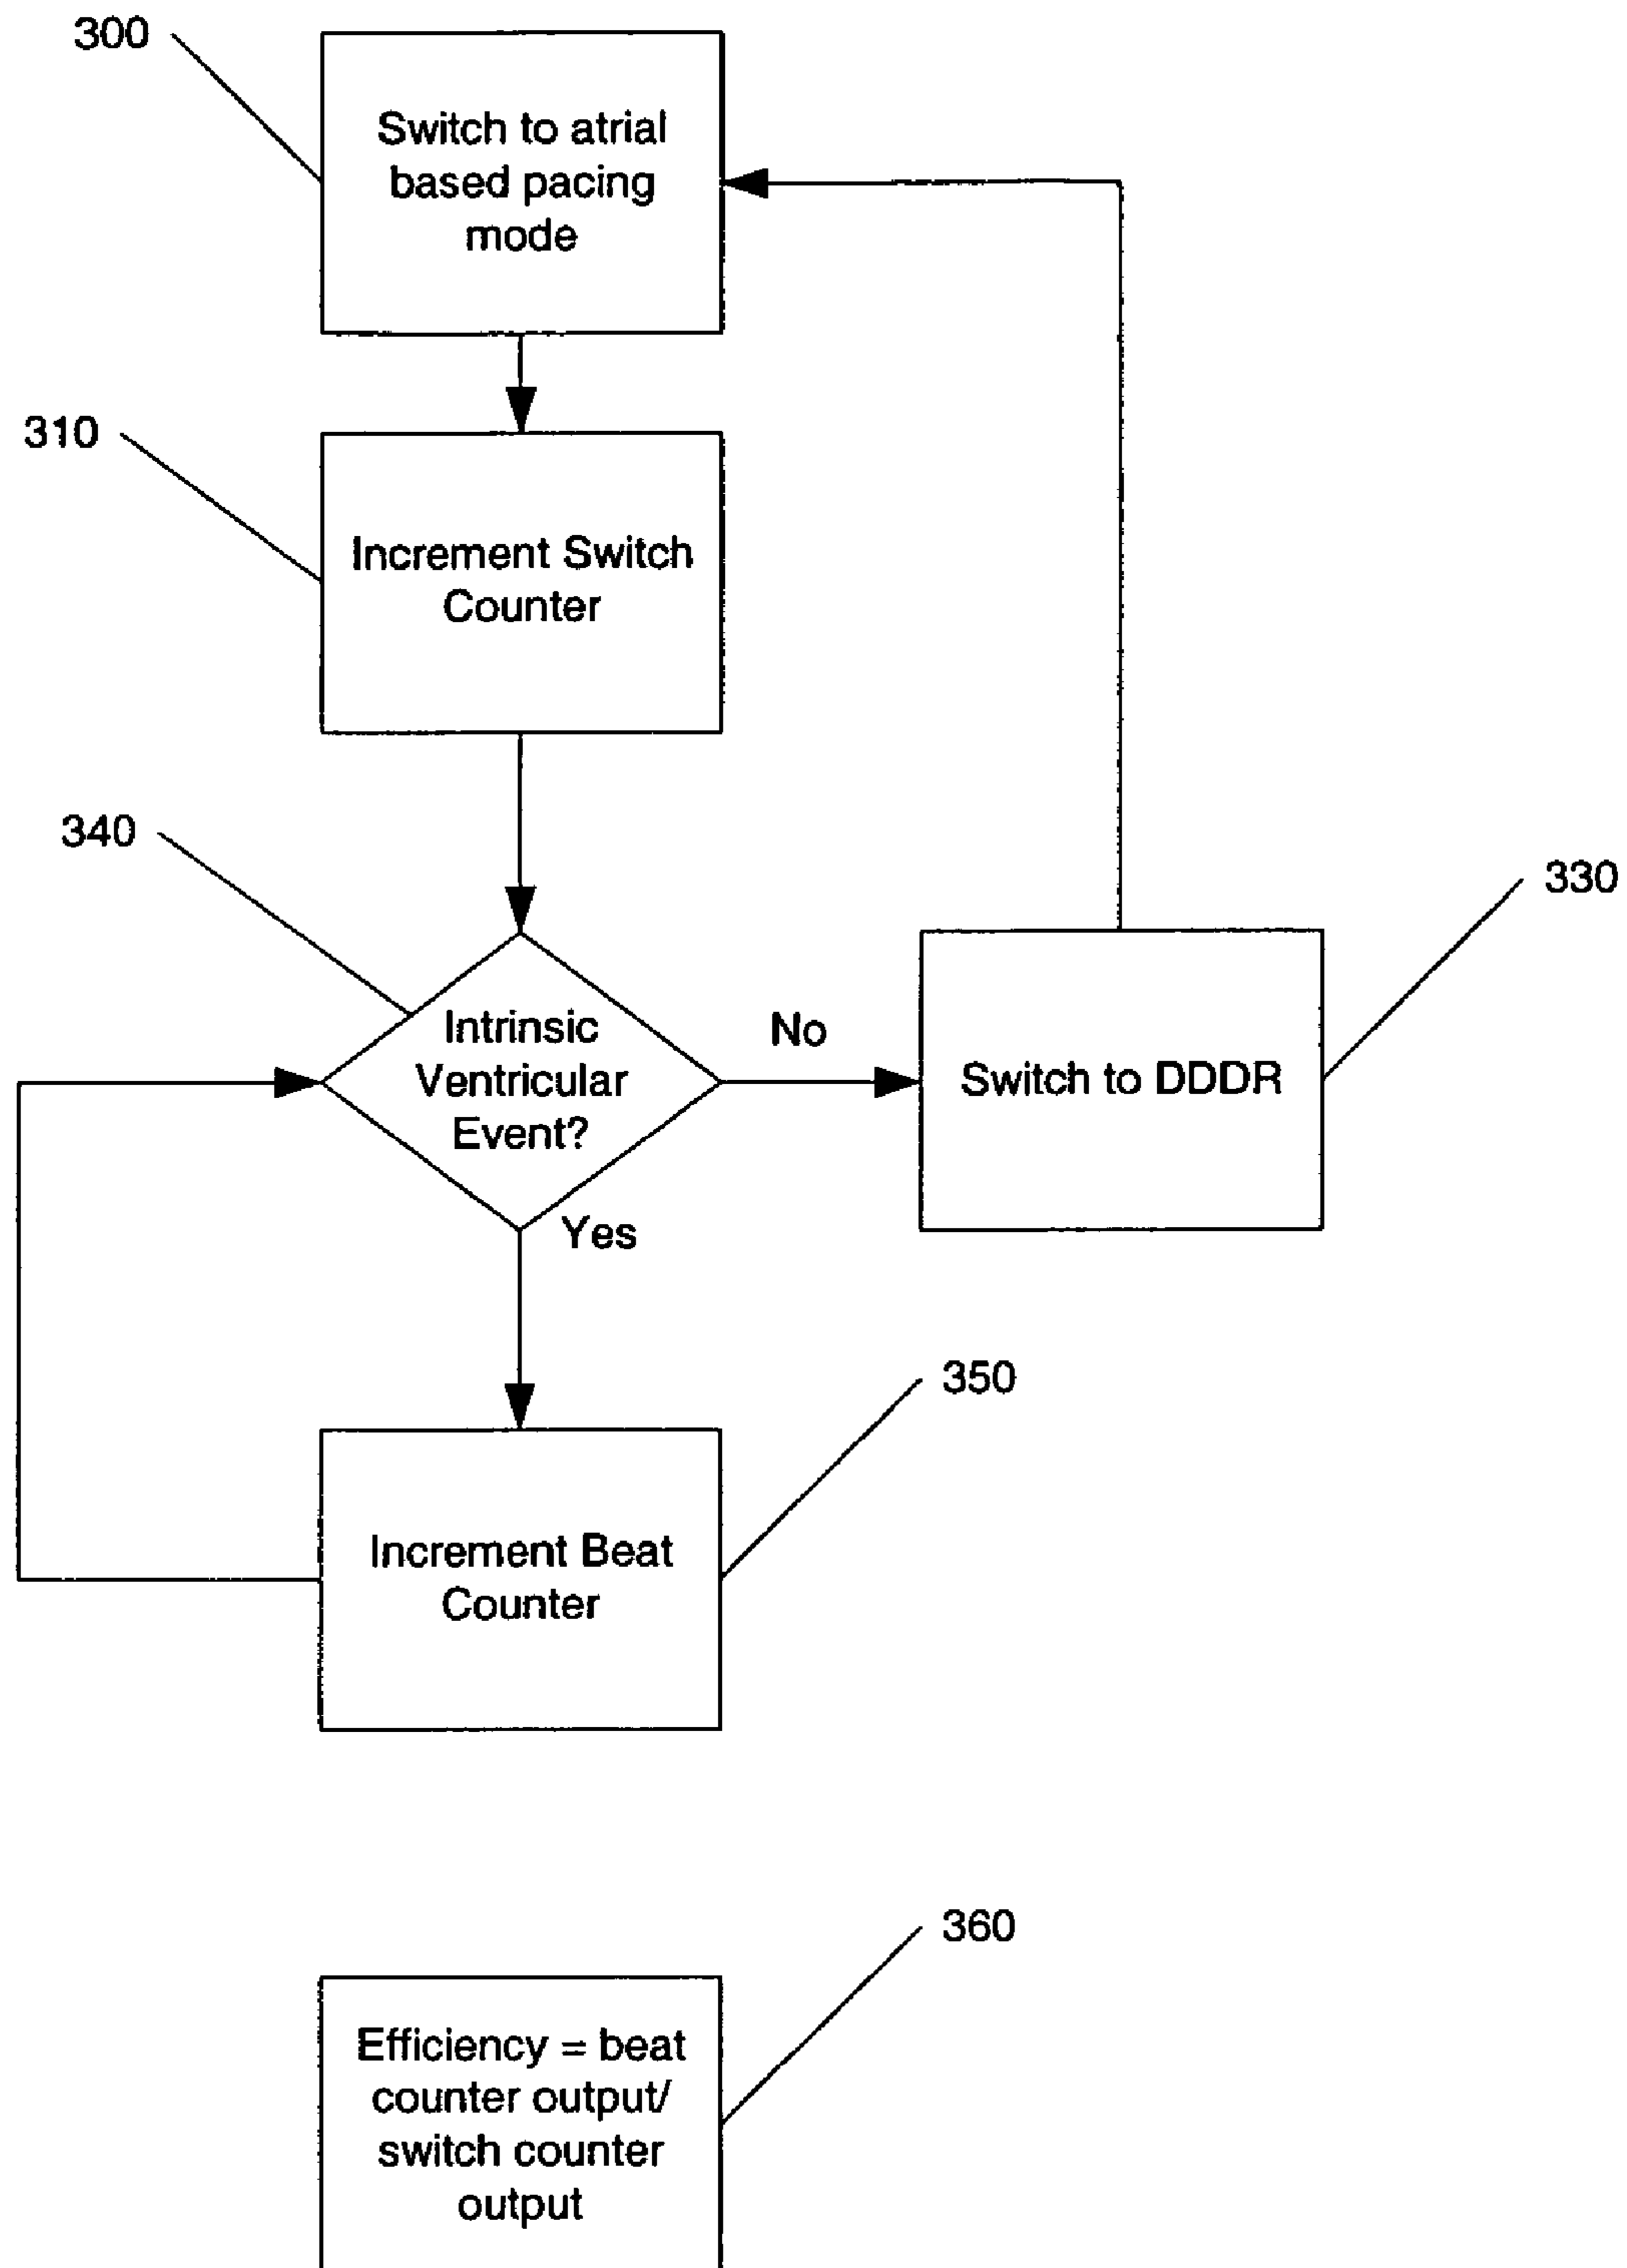 300
Switch to atrial
based pacing
mode
310
Increment Switch
Counter
340
330
Intrinsic
Ventricular
Event?
No
Switch to DDDR
Yes
350
Increment Beat
Counter
360
Efficiency = beat
counter output/
switch counter
output